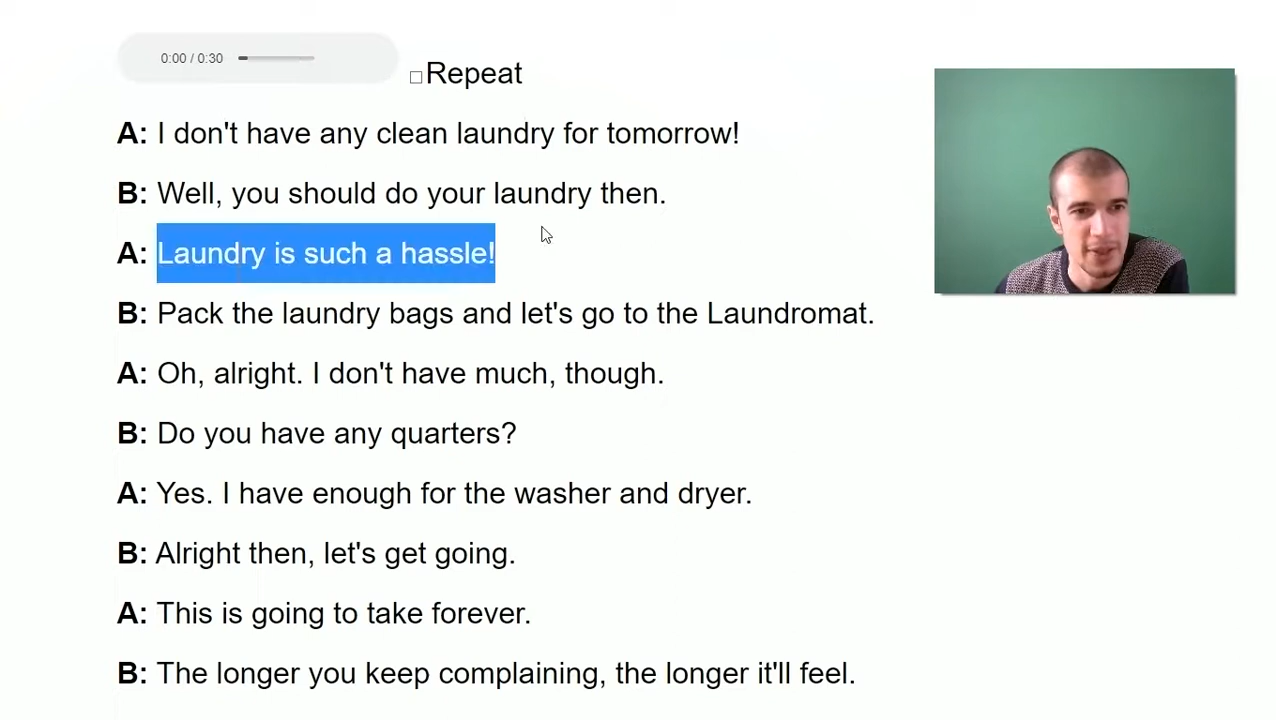 0:00 / 0:30
Repeat
A: I don't have any clean laundry for tomorrow!
B: Well, you should do your laundry then.
A: Laundry is such a hassle!
B: Pack the laundry bags and let's go to the Laundromat.
A: Oh, alright. I don't have much, though.
B: Do you have any quarters?
A: Yes. I have enough for the washer and dryer.
B: Alright then, let's get going.
A: This is going to take forever.
B: The longer you keep complaining, the longer it'll feel.